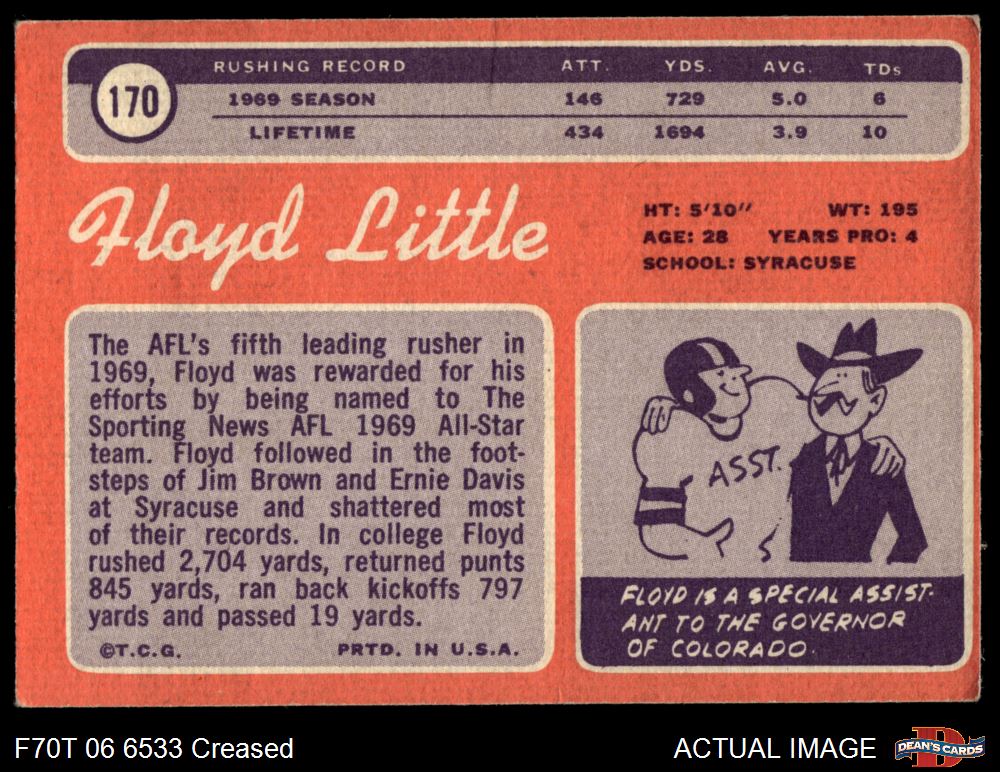 170
RUSHING RECORD ATT. YDS. AVG. TDs
1969 SEASON 146 729 5.0 6
LIFETIME 434 1694 3.9 10
Floyd Little
HT: 5'10" WT: 195
AGE: 28 YEARS PRO: 4
SCHOOL: SYRACUSE
The AFL's fifth leading rusher in
1969, Floyd was rewarded for his
efforts by being named to The
Sporting News AFL 1969 All-Star
team. Floyd followed in the foot-
steps of Jim Brown and Ernie Davis
at Syracuse and shattered most
of their records. In college Floyd
rushed 2,704 yards, returned punts
845 yards, ran back kickoffs 797
yards and passed 19 yards.
©T.C.G. PRTD. IN U.S.A.
ASST.
FLOYD IS A SPECIAL ASSIST-
ANT TO THE GOVERNOR
OF COLORADO.
F70T 06 6533 Creased
ACTUAL IMAGE
D
DEAN'S CARDS